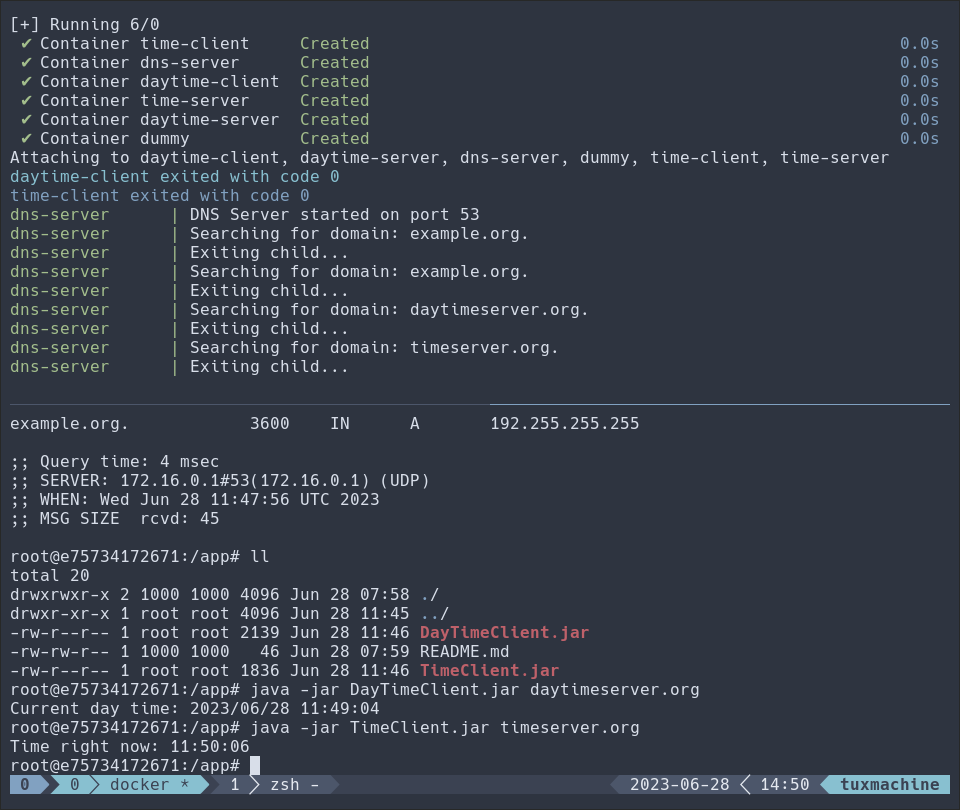 [+] Running 6/0
✔ Container time-client Created 0.0s
✔ Container dns-server Created 0.0s
✔ Container daytime-client Created 0.0s
✔ Container time-server Created 0.0s
✔ Container daytime-server Created 0.0s
✔ Container dummy Created 0.0s
Attaching to daytime-client, daytime-server, dns-server, dummy, time-client, time-server
daytime-client exited with code 0
time-client exited with code 0
dns-server | DNS Server started on port 53
dns-server | Searching for domain: example.org.
dns-server | Exiting child...
dns-server | Searching for domain: example.org.
dns-server | Exiting child...
dns-server | Searching for domain: daytimeserver.org.
dns-server | Exiting child...
dns-server | Searching for domain: timeserver.org.
dns-server | Exiting child...
example.org. 3600 IN A 192.255.255.255
;; Query time: 4 msec
;; SERVER: 172.16.0.1#53(172.16.0.1) (UDP)
;; WHEN: Wed Jun 28 11:47:56 UTC 2023
;; MSG SIZE rcvd: 45
root@e75734172671:/app# ll
total 20
drwxrwxr-x 2 1000 1000 4096 Jun 28 07:58 ./
drwxr-xr-x 1 root root 4096 Jun 28 11:45 ../
-rw-r--r-- 1 root root 2139 Jun 28 11:46 DayTimeClient.jar
-rw-rw-r-- 1 1000 1000 46 Jun 28 07:59 README.md
-rw-r--r-- 1 root root 1836 Jun 28 11:46 TimeClient.jar
root@e75734172671:/app# java -jar DayTimeClient.jar daytimeserver.org
Current day time: 2023/06/28 11:49:04
root@e75734172671:/app# java -jar TimeClient.jar timeserver.org
Time right now: 11:50:06
root@e75734172671:/app#
0 0 docker * 1 zsh - 2023-06-28 14:50 tuxmachine